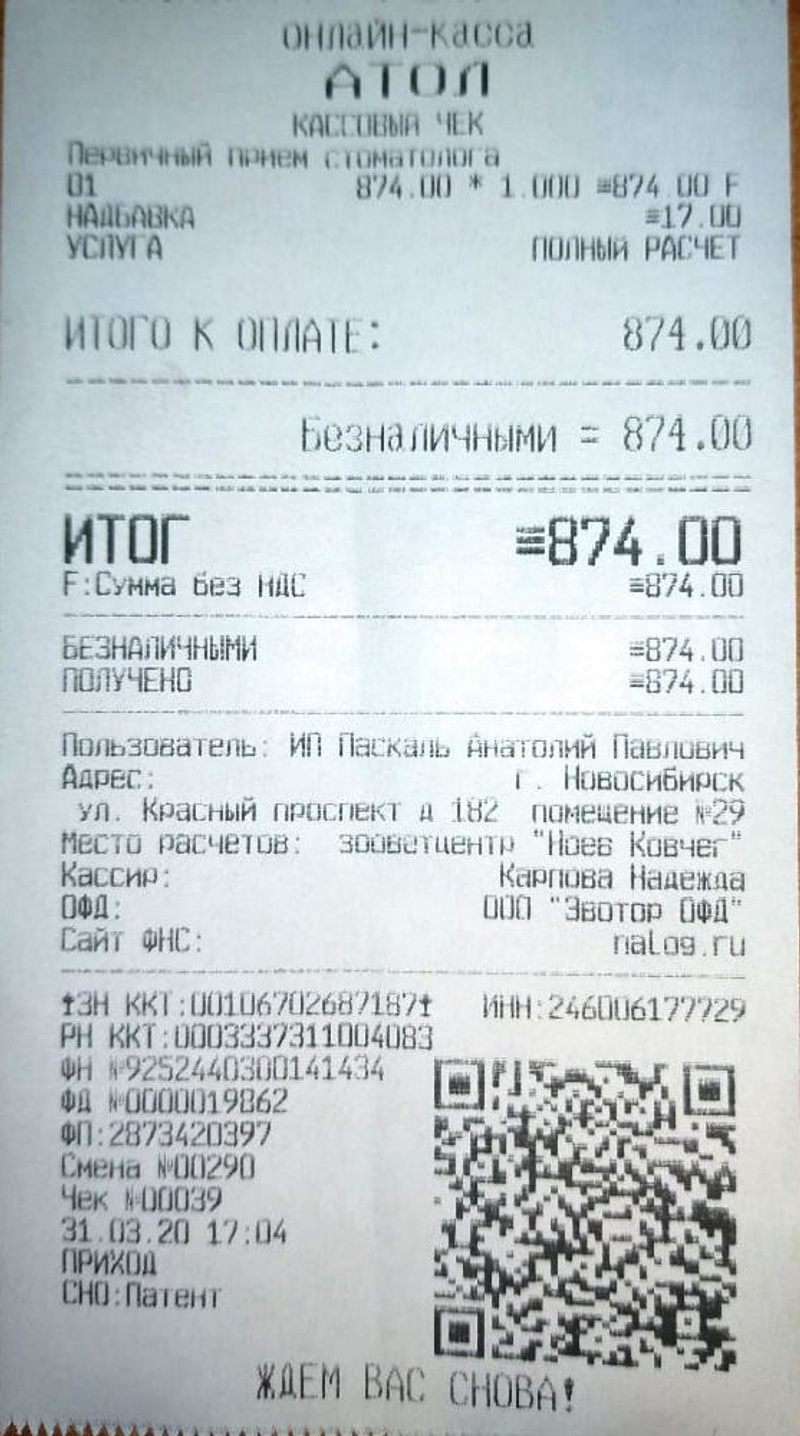 ОНЛАЙН-КАССА
АТОЛ
КАССОВЫЙ ЧЕК
Первичный прием стоматолога
01 874.00 * 1.000 ≡874.00 F
НАДБАВКА ≡17.00
УСЛУГА ПОЛНЫЙ РАСЧЕТ
ИТОГО К ОПЛАТЕ: 874.00
Безналичными = 874.00
ИТОГ ≡874.00
F:Сумма без НДС ≡874.00
БЕЗНАЛИЧНЫМИ ≡874.00
ПОЛУЧЕНО ≡874.00
Пользователь: ИП Паскаль Анатолий Павлович
Адрес: г. Новосибирск
ул. Красный проспект д 182 помещение №29
Место расчетов: зооветцентр "Ноев Ковчег"
Кассир: Карпова Надежда
ОФД: ООО "Эвотор ОФД"
Сайт ФНС: nalog.ru
↑ЗН ККТ:00106702687187↑ ИНН:246006177729
РН ККТ:0003337311004083
ФН №9252440300141434
ФД №0000019862
ФП:2873420397
Смена №00290
Чек №00039
31.03.20 17:04
ПРИХОД
СНО:Патент
ЖДЕМ ВАС СНОВА!